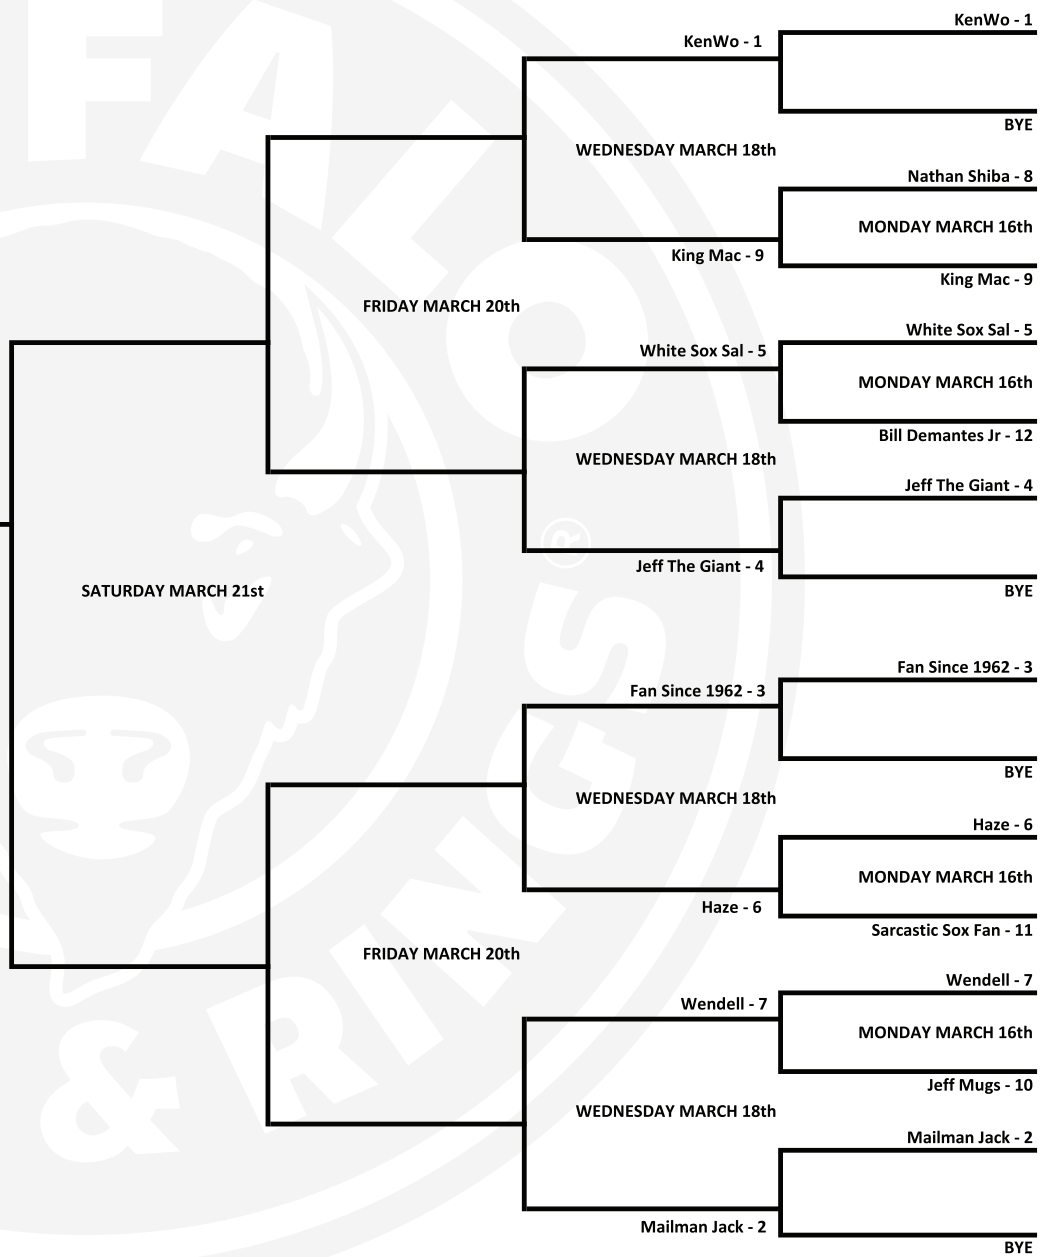 KenWo - 1
KenWo - 1
BYE
WEDNESDAY MARCH 18th
Nathan Shiba - 8
MONDAY MARCH 16th
King Mac - 9
King Mac - 9
FRIDAY MARCH 20th
White Sox Sal - 5
White Sox Sal - 5
MONDAY MARCH 16th
Bill Demantes Jr - 12
WEDNESDAY MARCH 18th
Jeff The Giant - 4
Jeff The Giant - 4
BYE
SATURDAY MARCH 21st
Fan Since 1962 - 3
Fan Since 1962 - 3
BYE
WEDNESDAY MARCH 18th
Haze - 6
MONDAY MARCH 16th
Haze - 6
Sarcastic Sox Fan - 11
FRIDAY MARCH 20th
Wendell - 7
Wendell - 7
MONDAY MARCH 16th
Jeff Mugs - 10
WEDNESDAY MARCH 18th
Mailman Jack - 2
Mailman Jack - 2
BYE
FALO
& RINGS
®